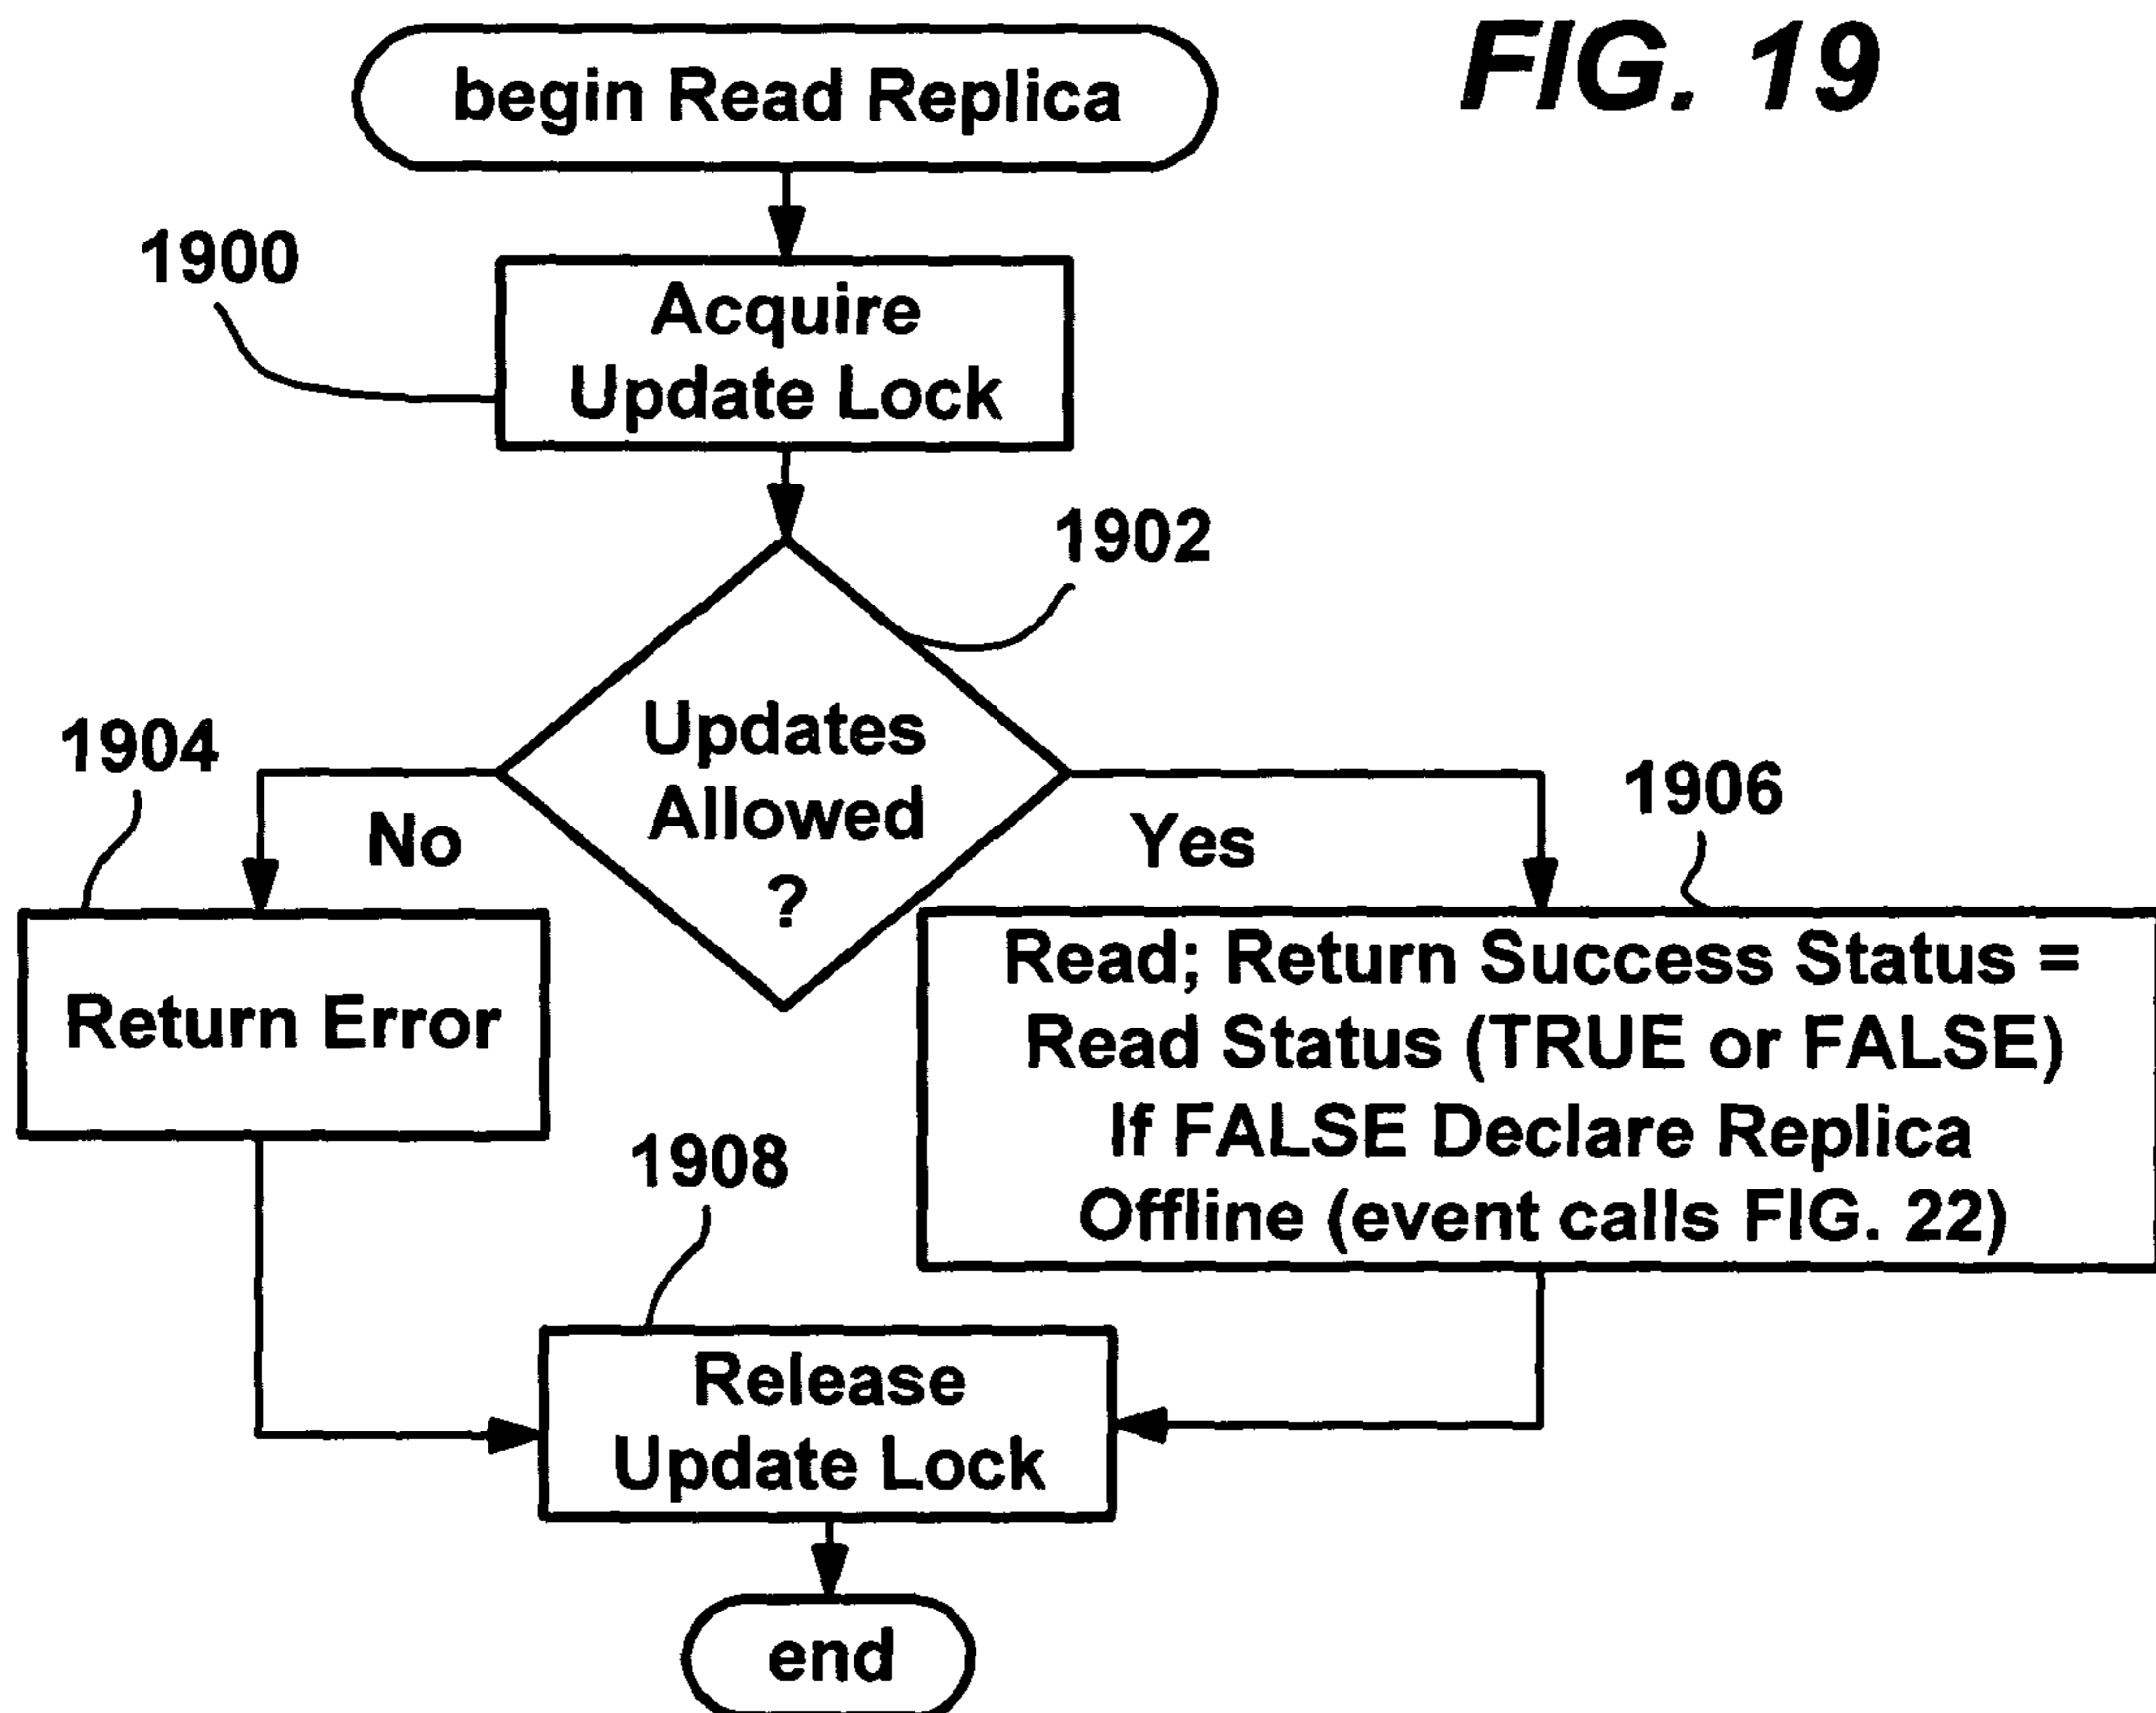 FIG. 19
begin Read Replica
1900
Acquire
Update Lock
1902
Updates
Allowed
?
1904
No
Yes
1906
Return Error
Read; Return Success Status =
Read Status (TRUE or FALSE)
If FALSE Declare Replica
Offline (event calls FIG. 22)
1908
Release
Update Lock
end